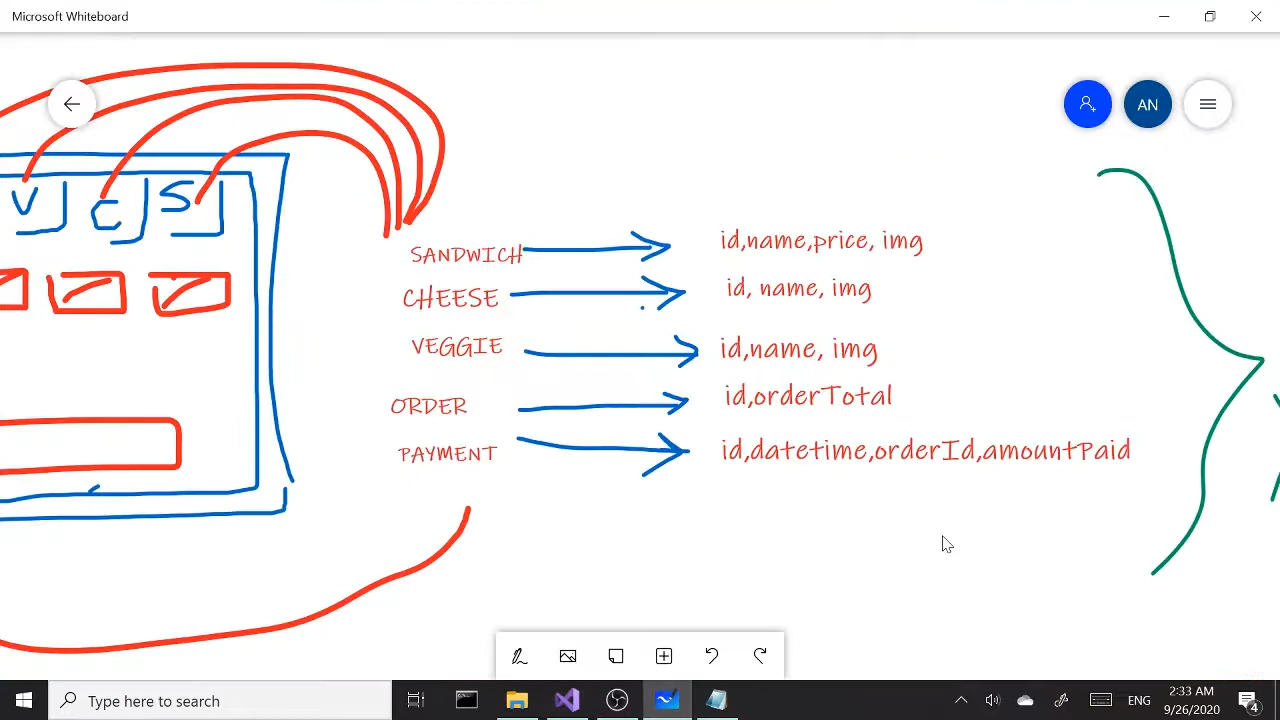 Microsoft Whiteboard
AN
V C S
SANDWICH id,name,price, img
CHEESE id, name, img
VEGGIE id,name, img
ORDER id,orderTotal
PAYMENT id,datetime,orderId,amountPaid
Type here to search
ENG
:33 AM
9/26/2020
4